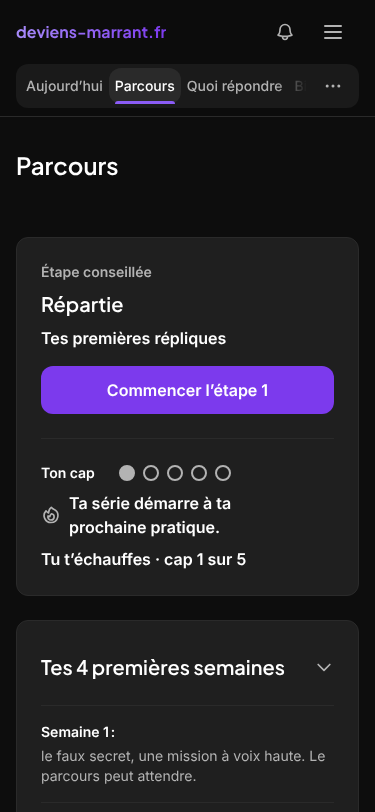 deviens-marrant.fr
Aujourd’hui Parcours Quoi répondre
Parcours
Étape conseillée
Répartie
Tes premières répliques
Commencer l’étape 1
Ton cap
Ta série démarre à ta
prochaine pratique.
Tu t’échauffes · cap 1 sur 5
Tes 4 premières semaines
Semaine 1 :
le faux secret, une mission à voix haute. Le
parcours peut attendre.